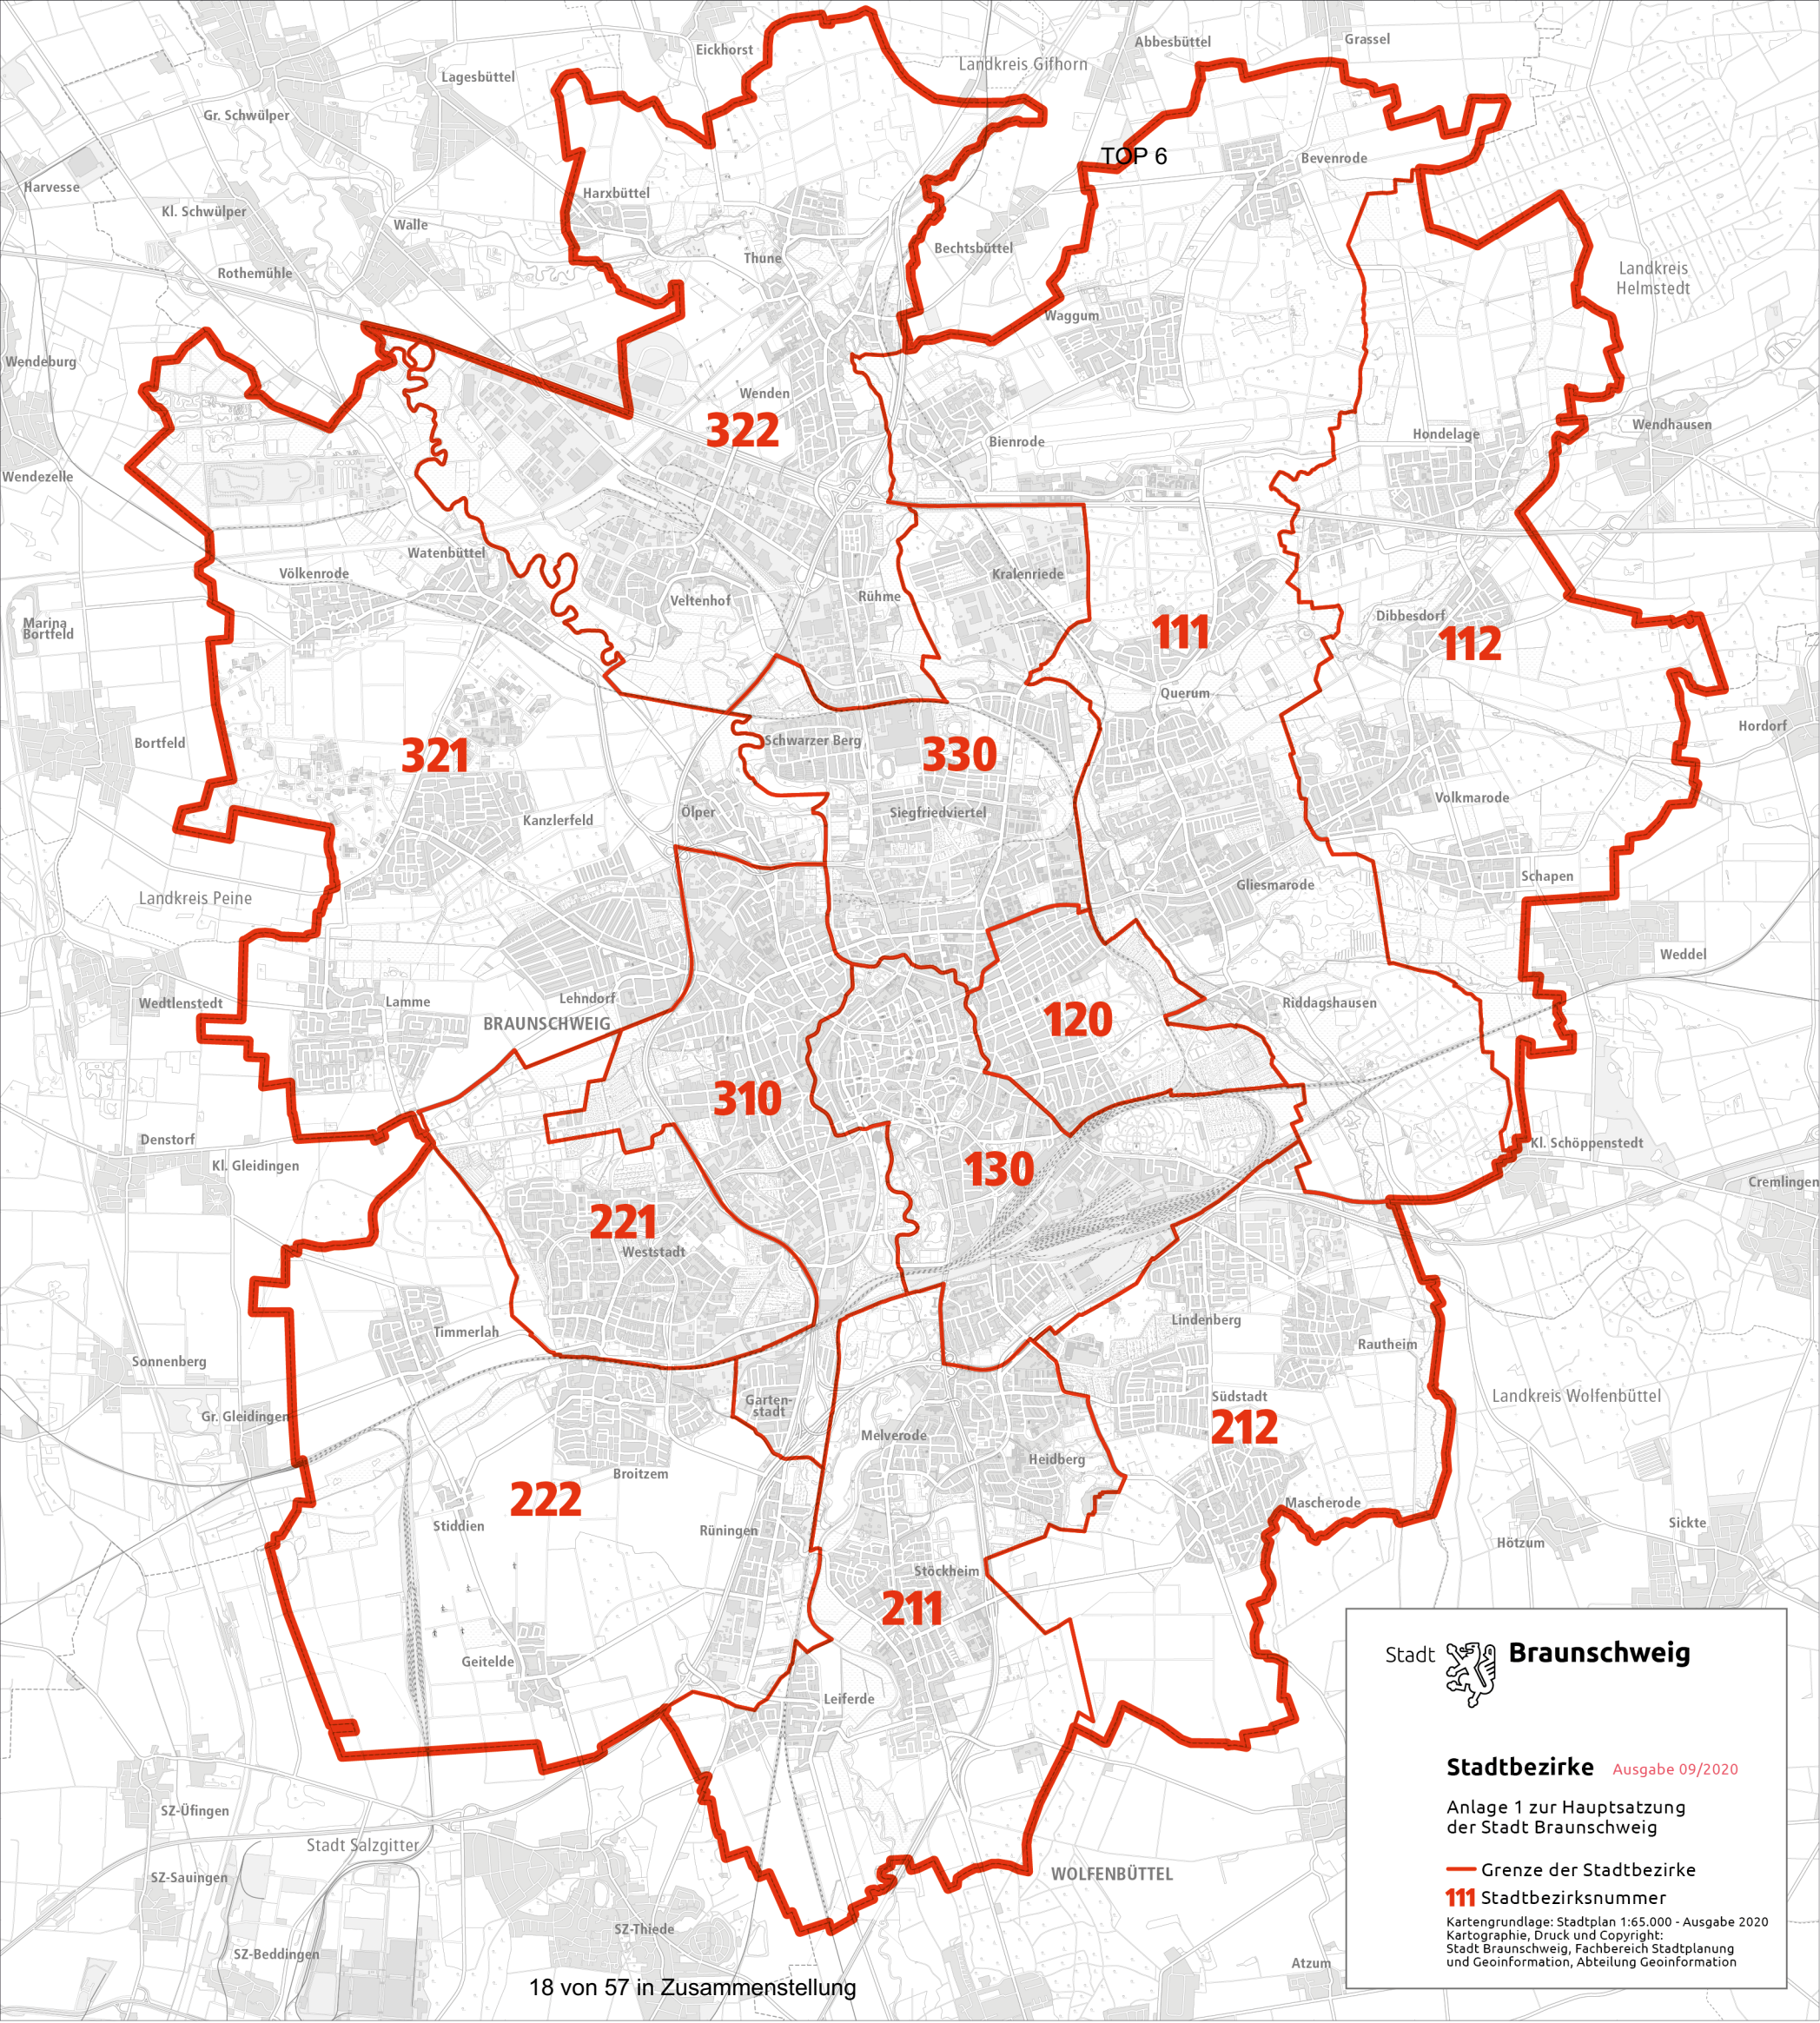 Eickhorst
Abbesbüttel
Grassel
Landkreis Gifhorn
Lagesbüttel
Gr. Schwülper
TOP 6
Bevenrode
Harvesse
Harxbüttel
Kl. Schwülper
Walle
Bechtsbüttel
Thune
Rothemühle
Landkreis
Helmstedt
Waggum
Wendeburg
Wenden
322
Wendhausen
Hondelage
Bienrode
Wendezelle
Watenbüttel
Völkenrode
Kralenriede
Rühme
Veltenhof
Marina
Bortfeld
Dibbesdorf
111
112
Querum
Hordorf
Bortfeld
Schwarzer Berg
321
330
Volkmarode
Ölper
Siegfriedviertel
Kanzlerfeld
Schapen
Gliesmarode
Landkreis Peine
Weddel
Wedtlenstedt
Lamme
Lehndorf
Riddagshausen
BRAUNSCHWEIG
120
310
Denstorf
Kl. Schöppenstedt
Kl. Gleidingen
130
Cremlingen
221
Weststadt
Lindenberg
Timmerlah
Rautheim
Sonnenberg
Garten-
stadt
Südstadt
Landkreis Wolfenbüttel
Gr. Gleidingen
212
Melverode
Heidberg
Broitzem
222
Mascherode
Stiddien
Rüningen
Sickte
Hötzum
Stöckheim
211
Geitelde
Leiferde
Stadt Braunschweig
Stadtbezirke Ausgabe 09/2020
Anlage 1 zur Hauptsatzung
der Stadt Braunschweig
Grenze der Stadtbezirke
111 Stadtbezirksnummer
Kartengrundlage: Stadtplan 1:65.000 - Ausgabe 2020
Kartographie, Druck und Copyright:
Stadt Braunschweig, Fachbereich Stadtplanung
und Geoinformation, Abteilung Geoinformation
SZ-Üfingen
Stadt Salzgitter
SZ-Sauingen
WOLFENBÜTTEL
SZ-Thiede
SZ-Beddingen
Atzum
18 von 57 in Zusammenstellung